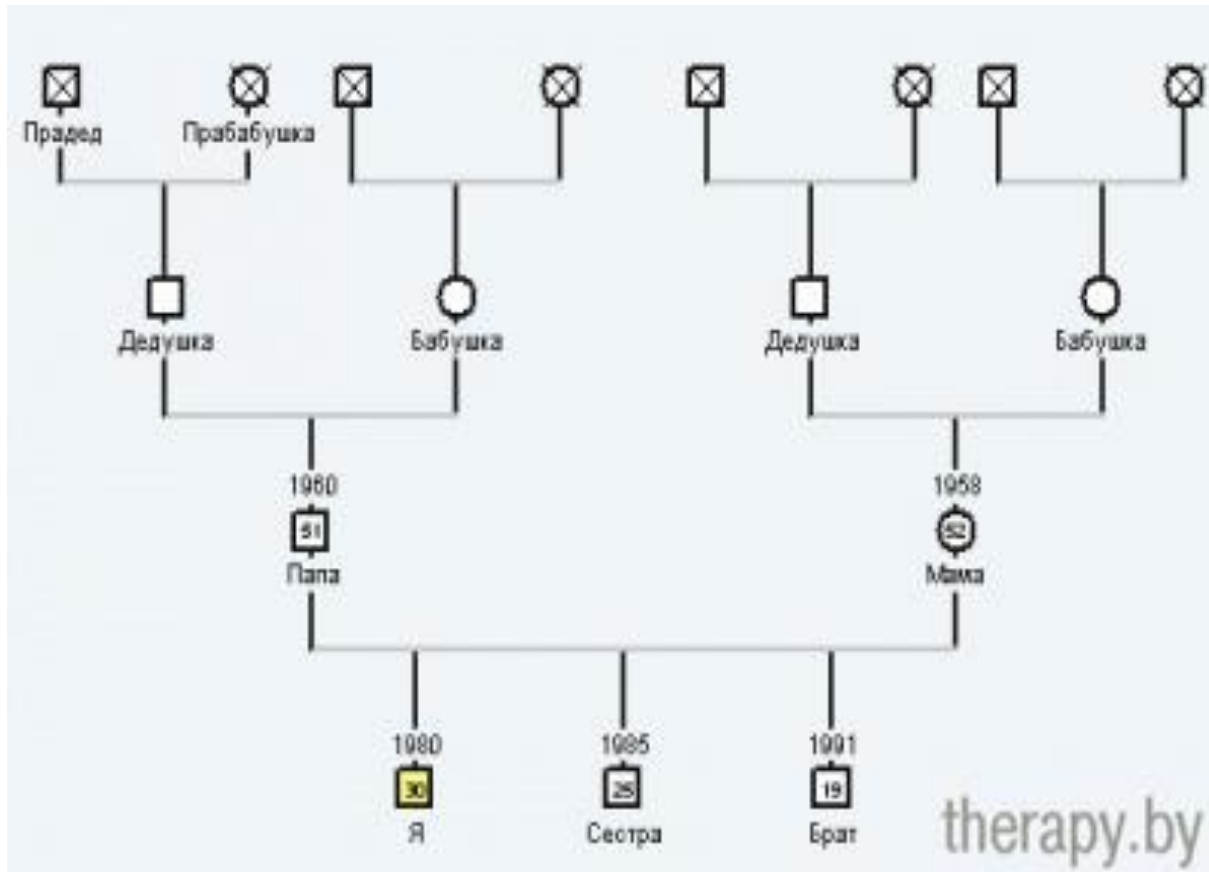 Прадед Прабабушка
Дедушка Бабушка Дедушка Бабушка
1960 1958
51 52
Папа Мама
1980 1985 1991
30 25 19
Я Сестра Брат
therapy.by